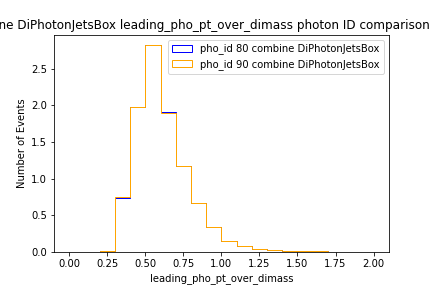 ne DiPhotonJetsBox leading_pho_pt_over_dimass photon ID comparison
pho_id 80 combine DiPhotonJetsBox
pho_id 90 combine DiPhotonJetsBox
Number of Events
2.5
2.0
1.5
1.0
0.5
0.0
0.00 0.25 0.50 0.75 1.00 1.25 1.50 1.75 2.00
leading_pho_pt_over_dimass